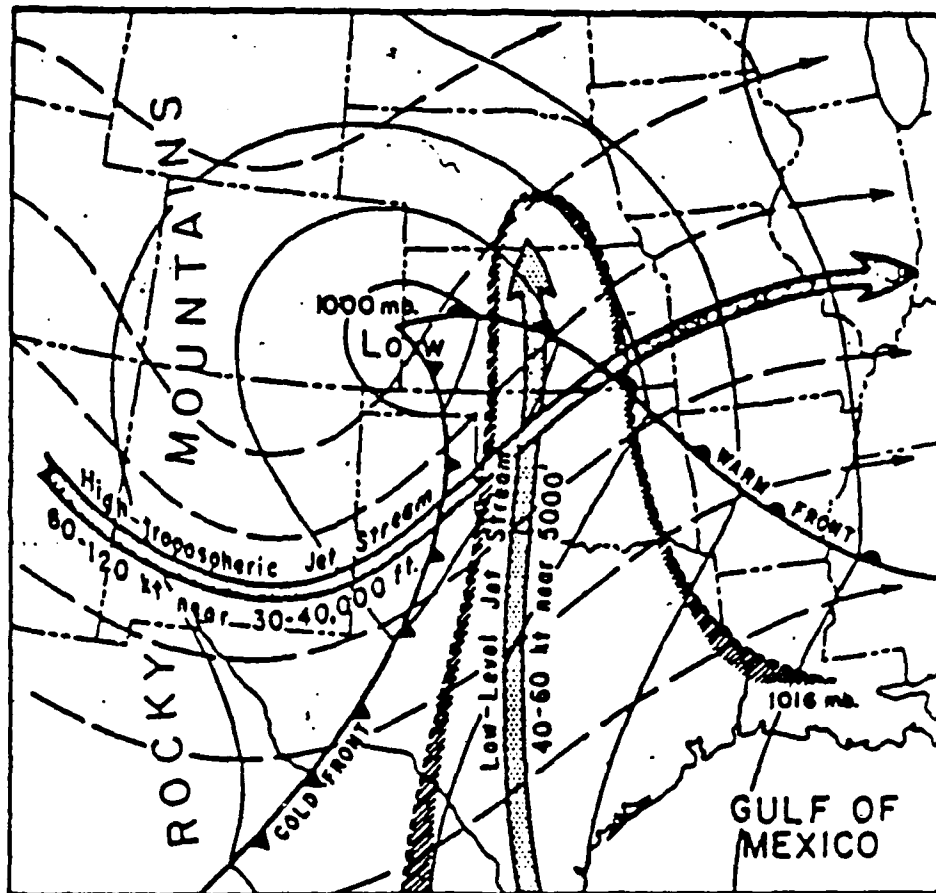 ROCKY MOUNTAINS
1000 mb.
Low
High-Tropospheric Jet Stream
80-120 kt near 30-40,000 ft.
Low-Level Jet Stream
40-60 kt near 5000'
WARM FRONT
1016 mb.
COLD FRONT
GULF OF
MEXICO